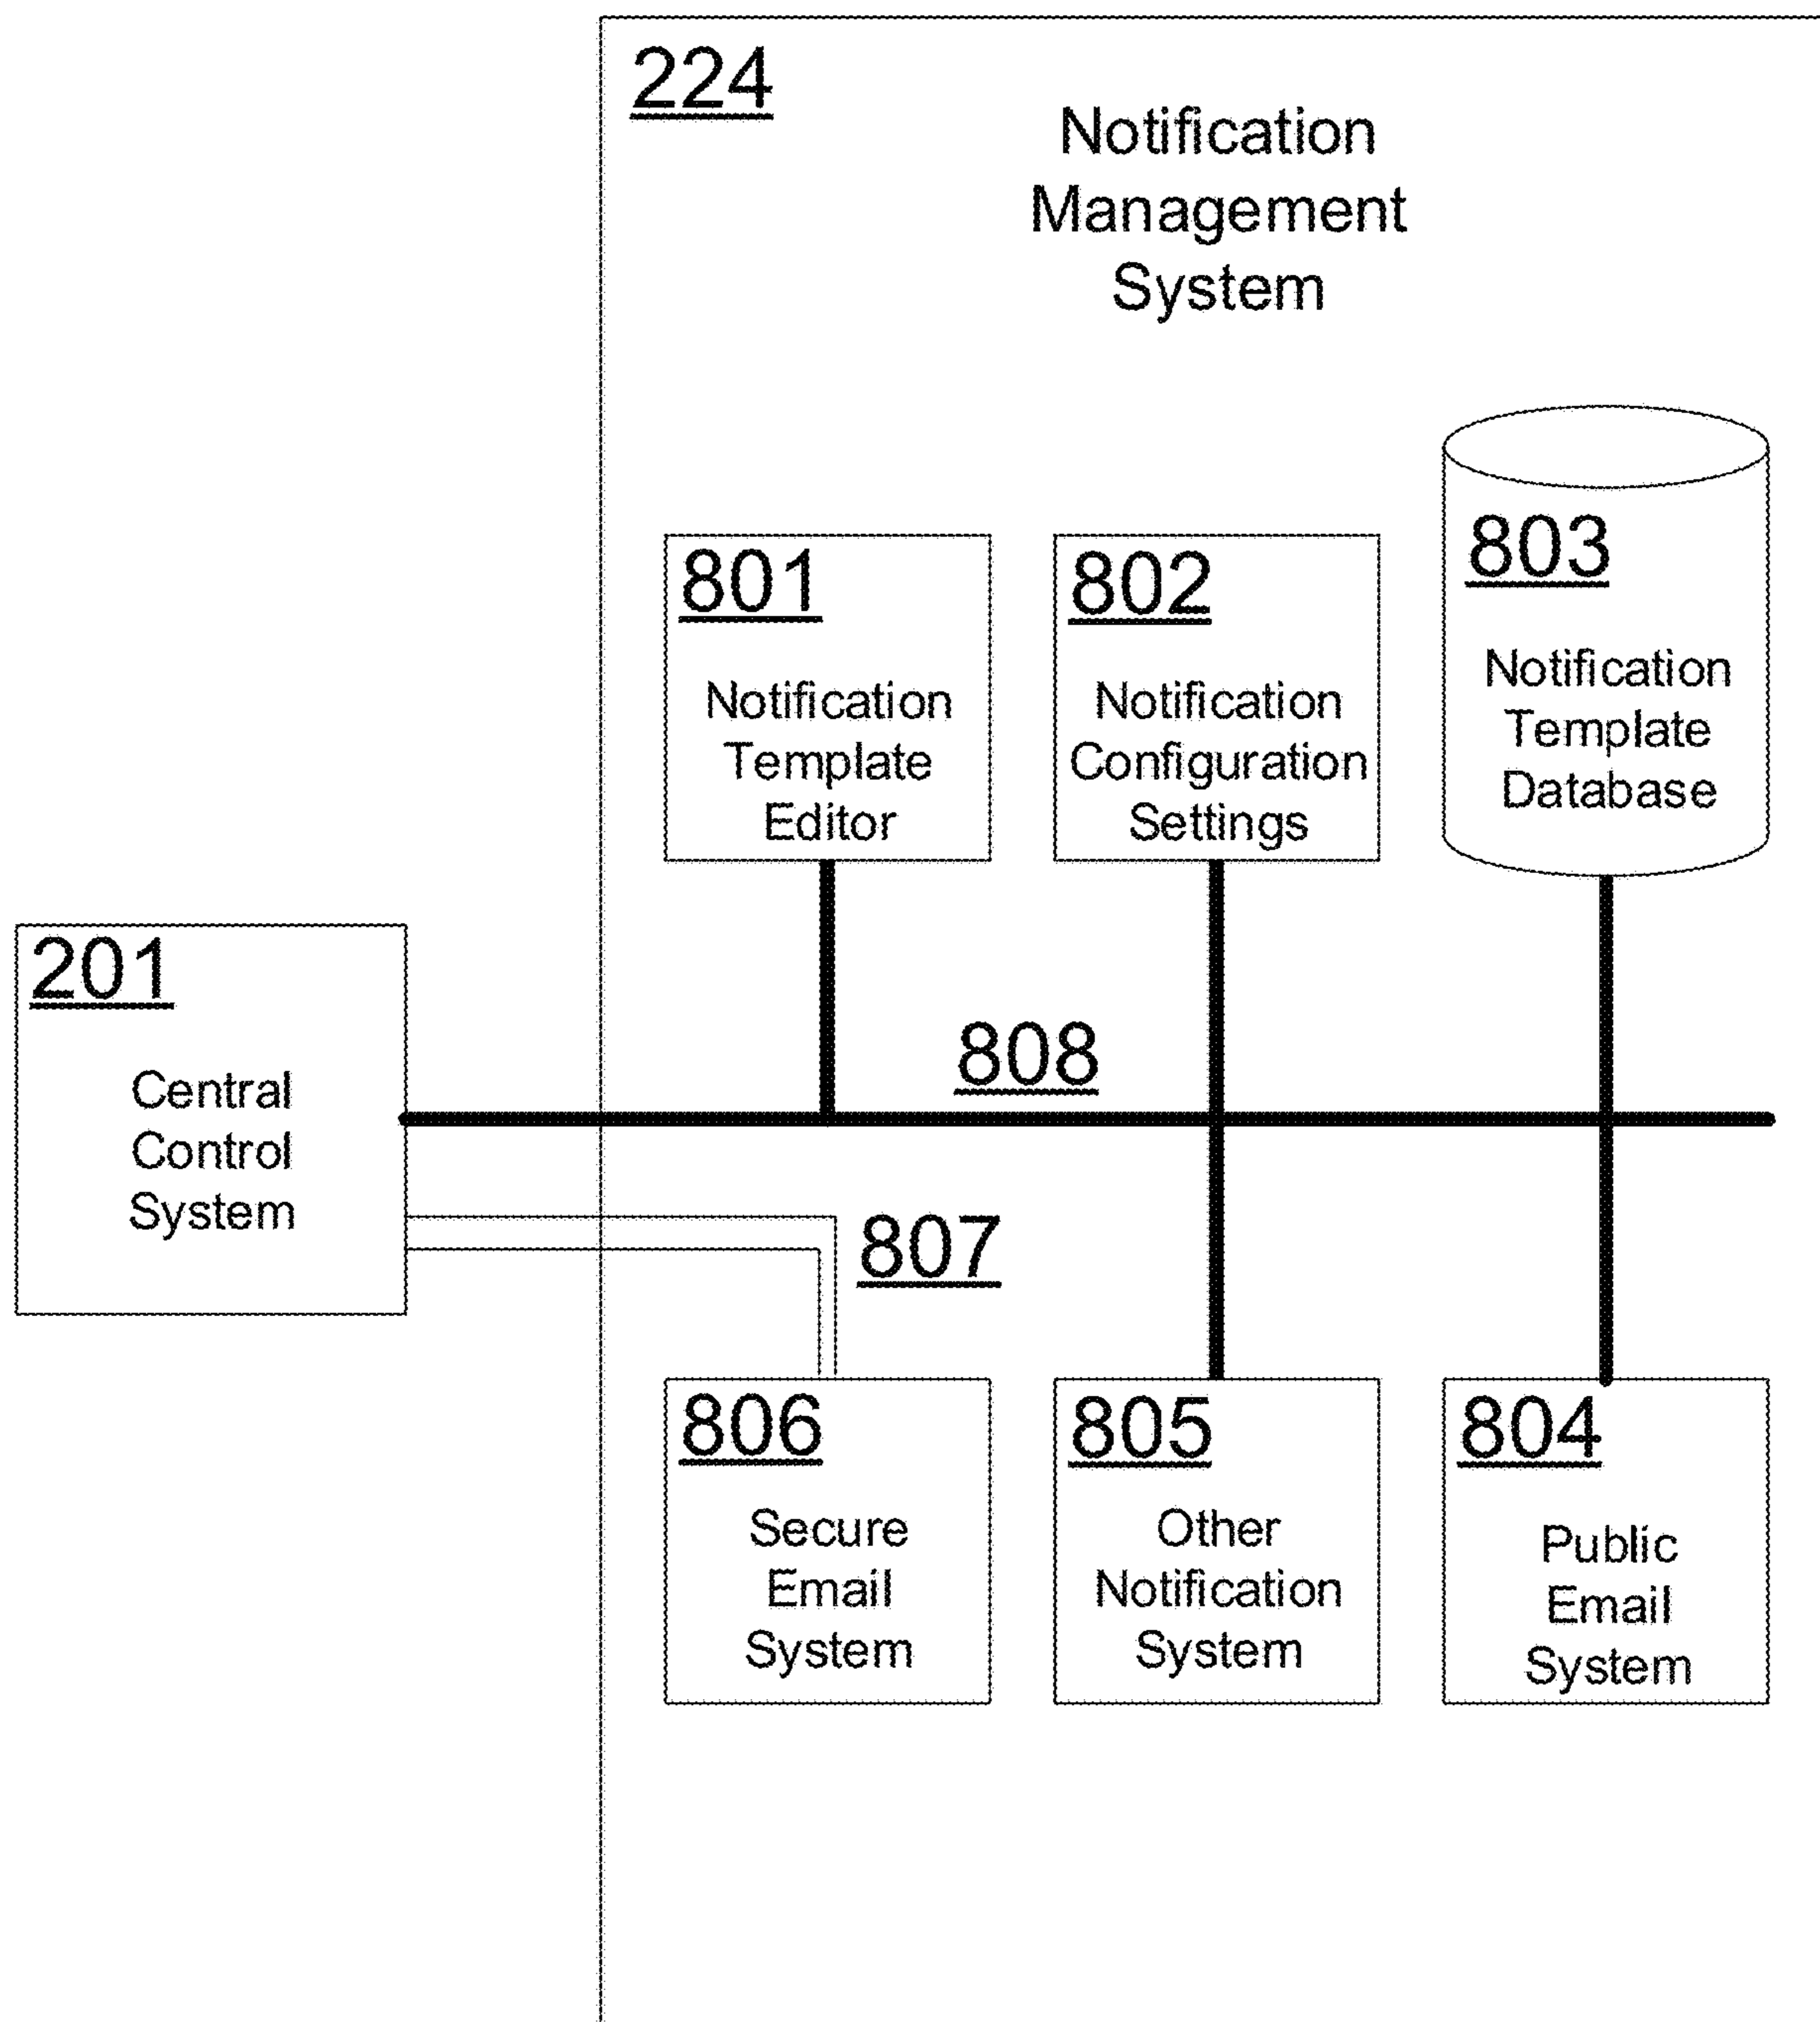 224
Notification
Management
System
801
Notification
Template
Editor
802
Notification
Configuration
Settings
803
Notification
Template
Database
201
Central
Control
System
808
807
806
Secure
Email
System
805
Other
Notification
System
804
Public
Email
System